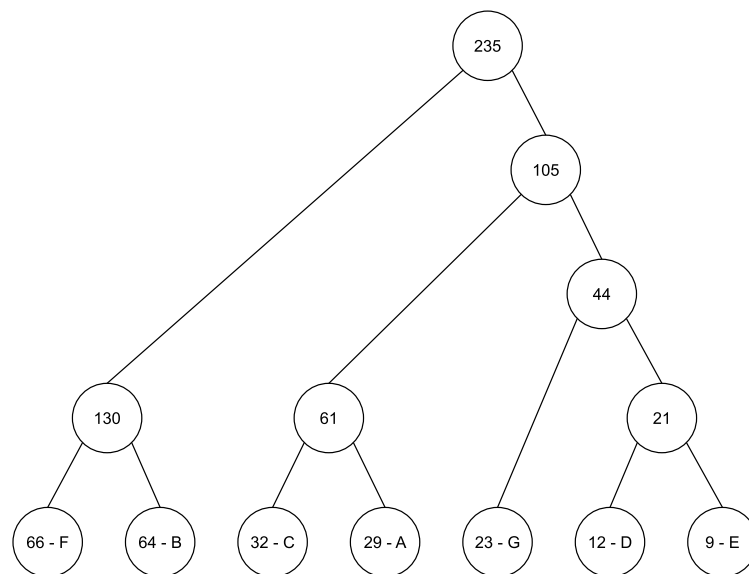 235
105
44
130
61
21
66 - F
64 - B
32 - C
29 - A
23 - G
12 - D
9 - E